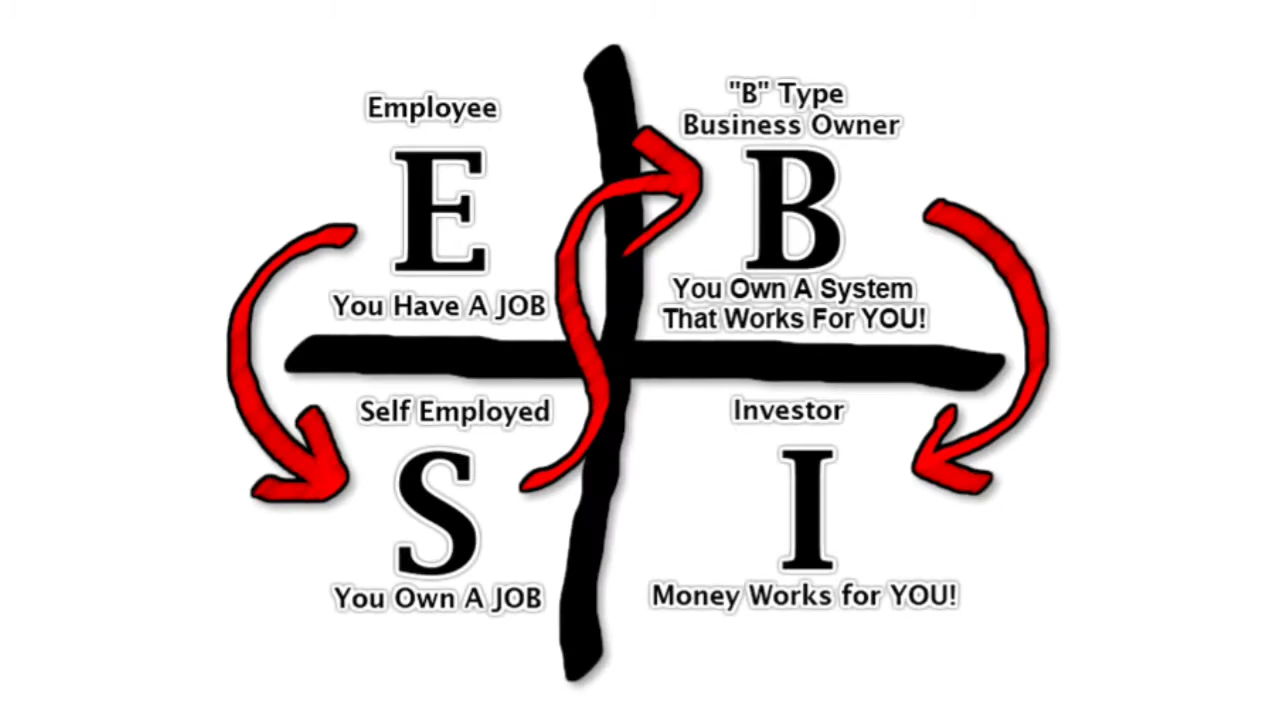 Employee
E
You Have A JOB
"B" Type
Business Owner
B
You Own A System
That Works For YOU!
Self Employed
S
You Own A JOB
Investor
I
Money Works for YOU!